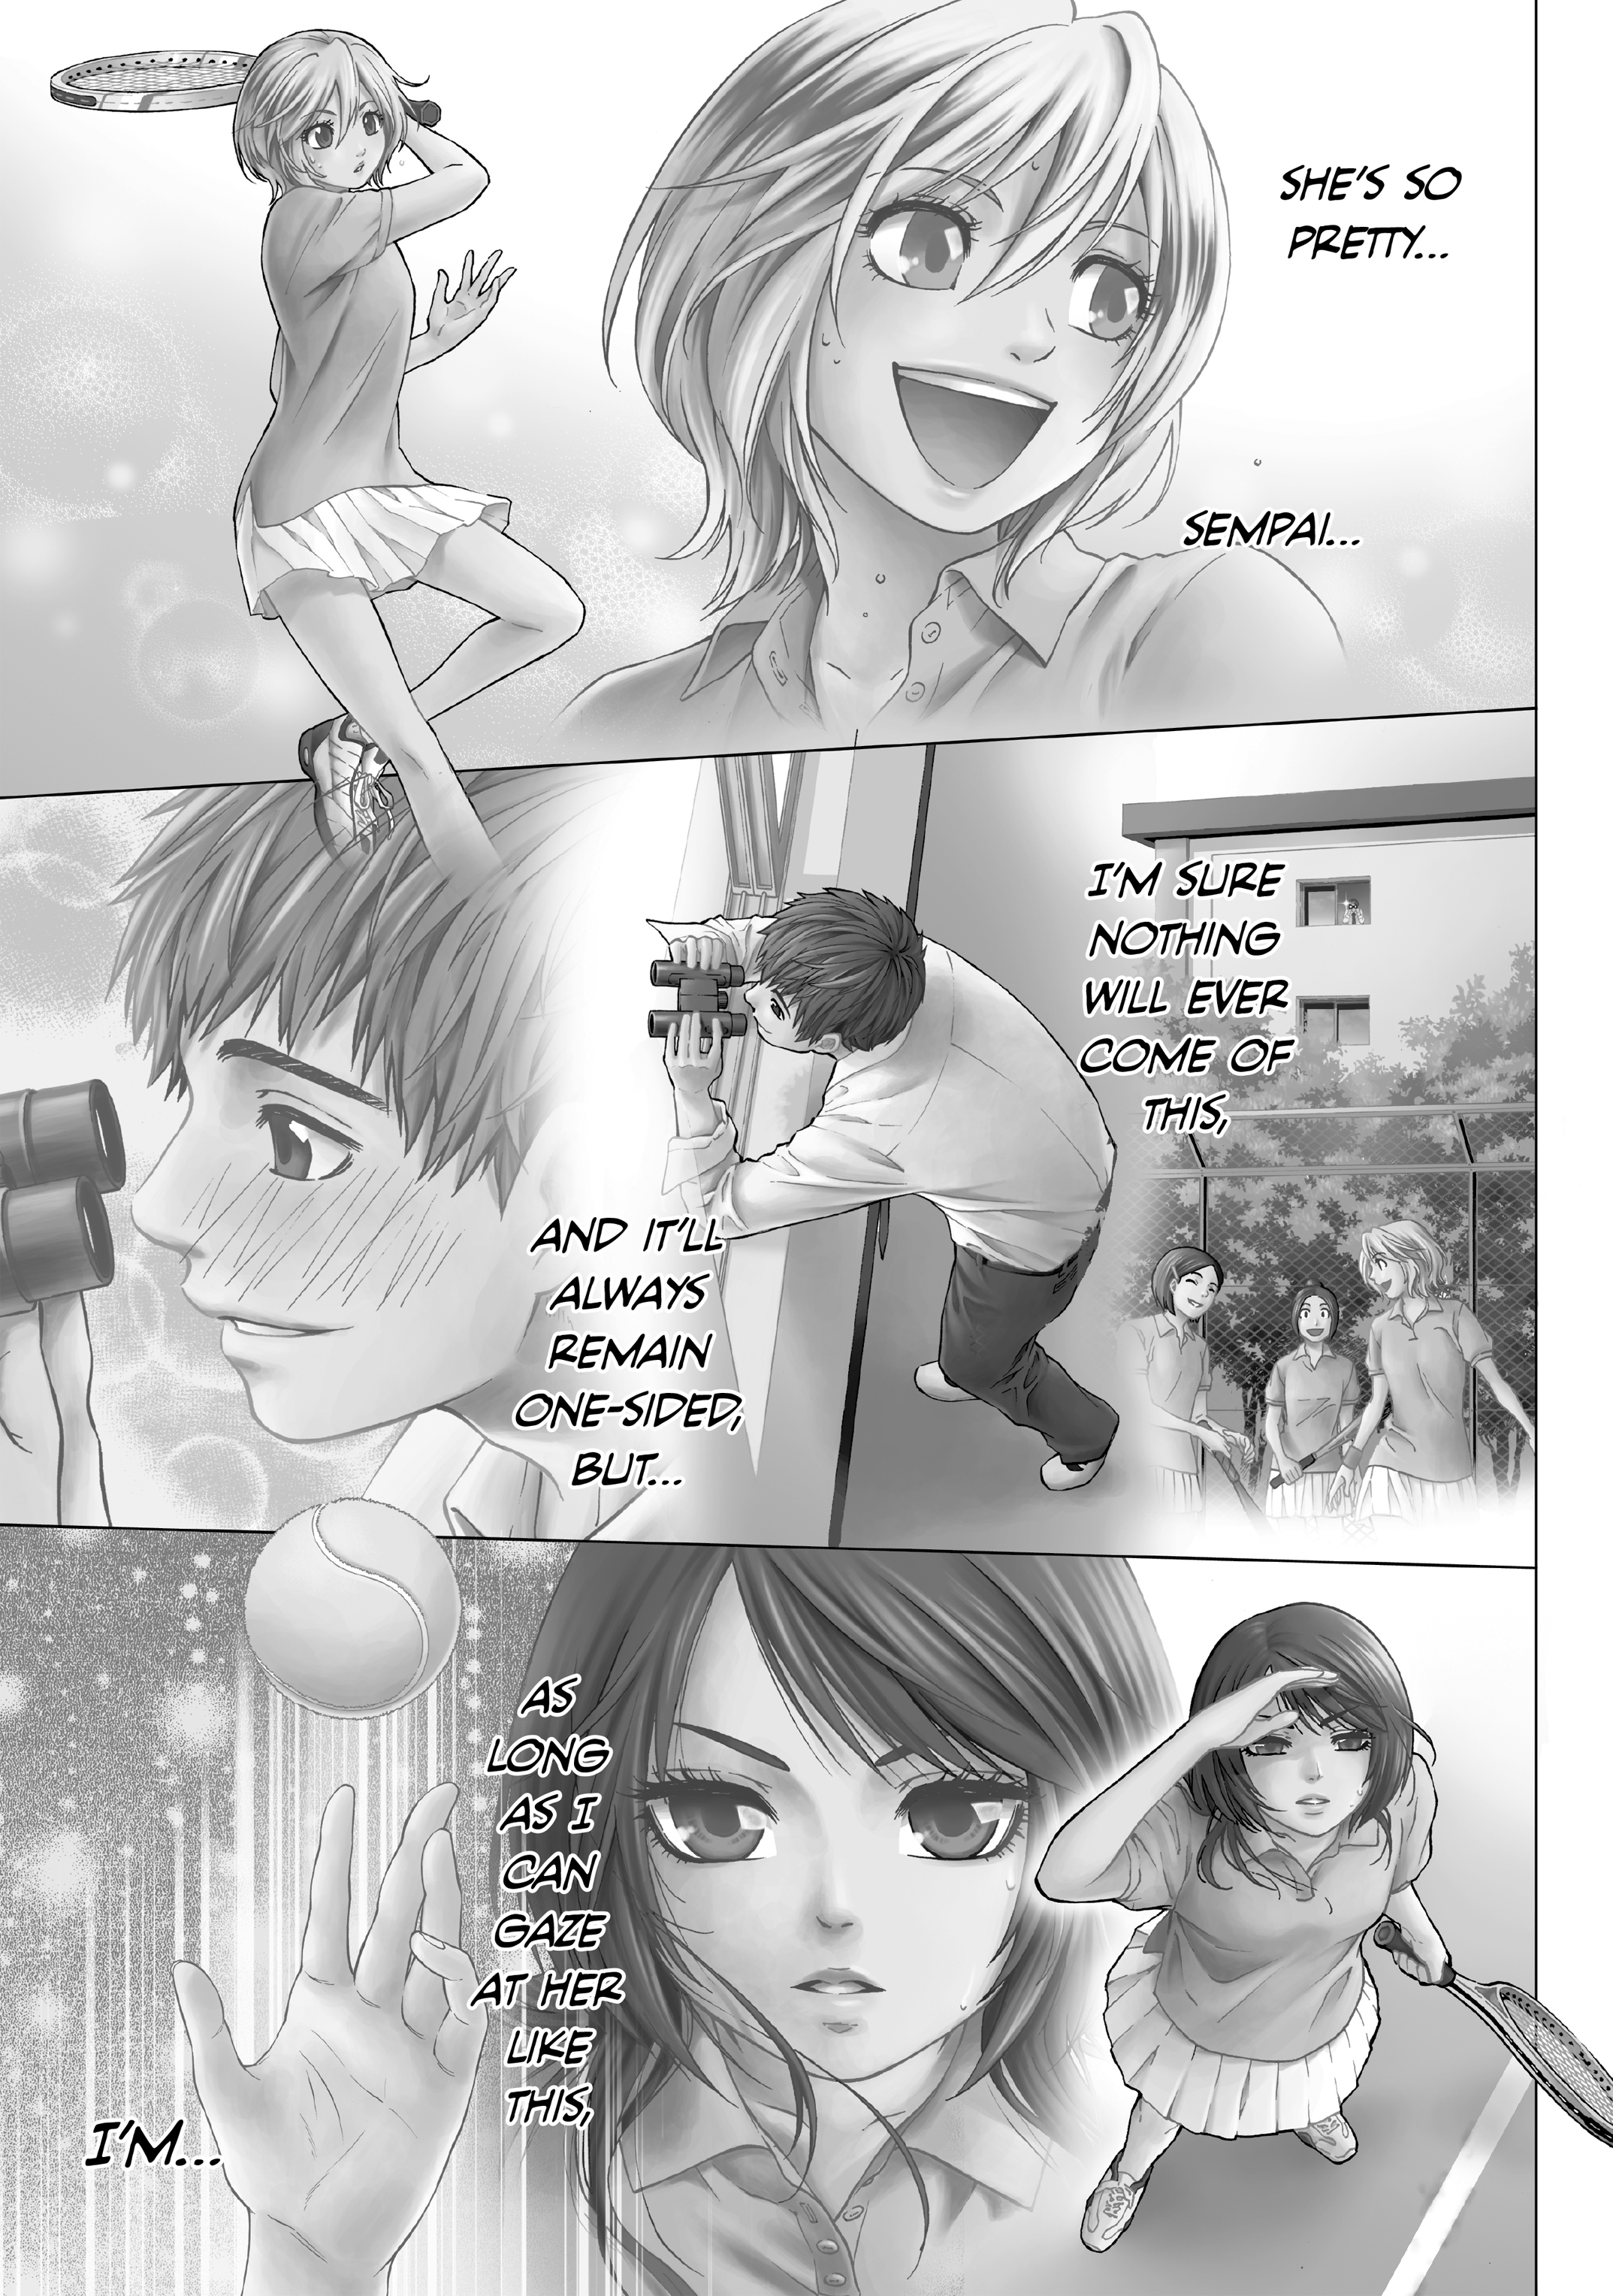 SHE'S SO
PRETTY...
SEMPAI...
I'M SURE
NOTHING
WILL EVER
COME OF
THIS,
AND IT'LL
ALWAYS
REMAIN
ONE-SIDED,
BUT...
AS
LONG
AS I
CAN
GAZE
AT HER
LIKE
THIS,
I'M...